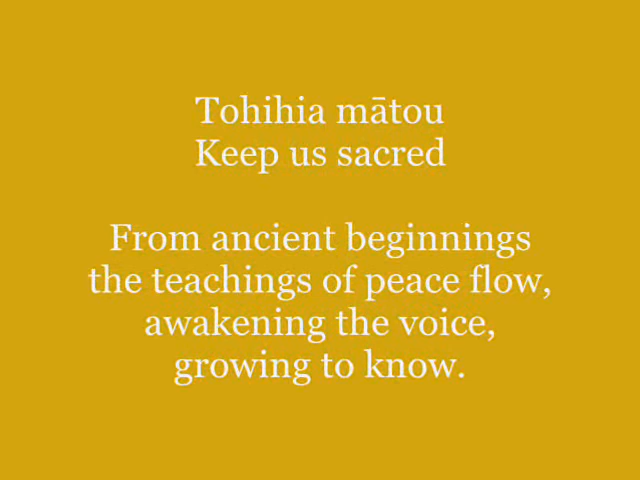 Tohihia mātou
Keep us sacred
From ancient beginnings
the teachings of peace flow,
awakening the voice,
growing to know.